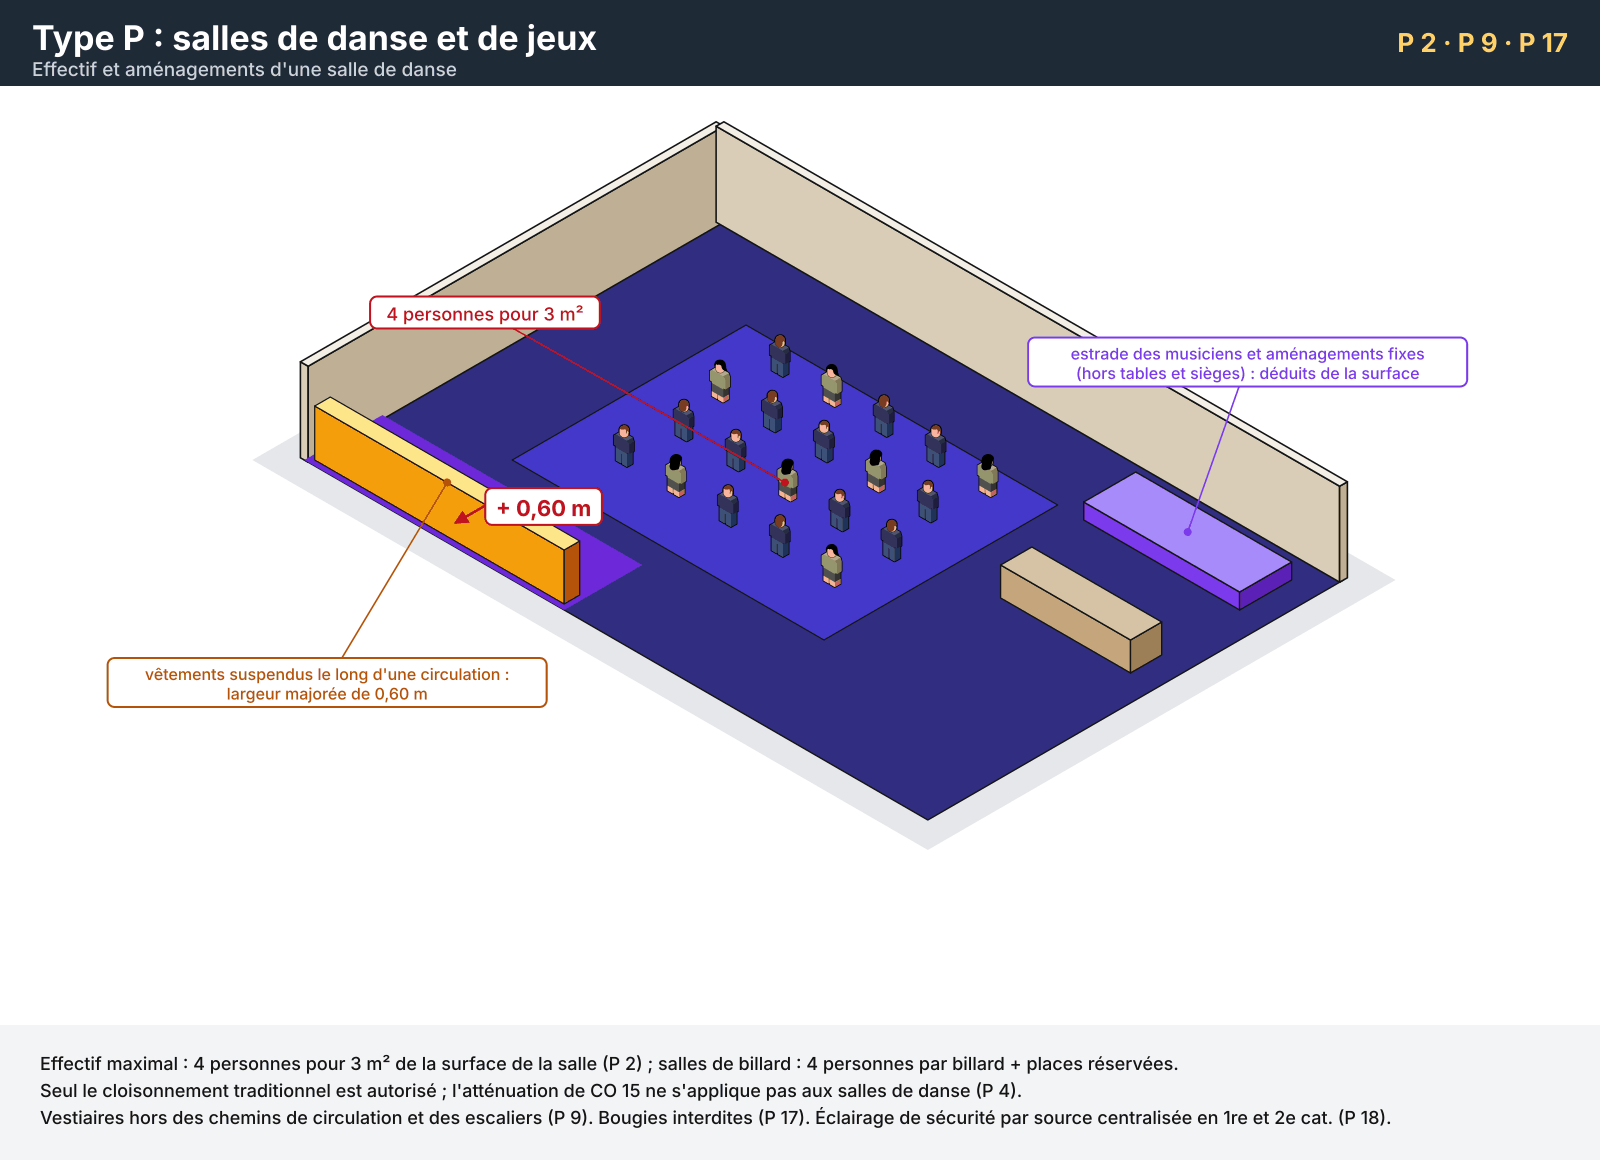 Type P : salles de danse et de jeux
Effectif et aménagements d'une salle de danse
P 2 · P 9 · P 17
4 personnes pour 3 m²
estrade des musiciens et aménagements fixes
(hors tables et sièges) : déduits de la surface
+ 0,60 m
vêtements suspendus le long d'une circulation :
largeur majorée de 0,60 m
Effectif maximal : 4 personnes pour 3 m² de la surface de la salle (P 2) ; salles de billard : 4 personnes par billard + places réservées.
Seul le cloisonnement traditionnel est autorisé ; l'atténuation de CO 15 ne s'applique pas aux salles de danse (P 4).
Vestiaires hors des chemins de circulation et des escaliers (P 9). Bougies interdites (P 17). Éclairage de sécurité par source centralisée en 1re et 2e cat. (P 18).